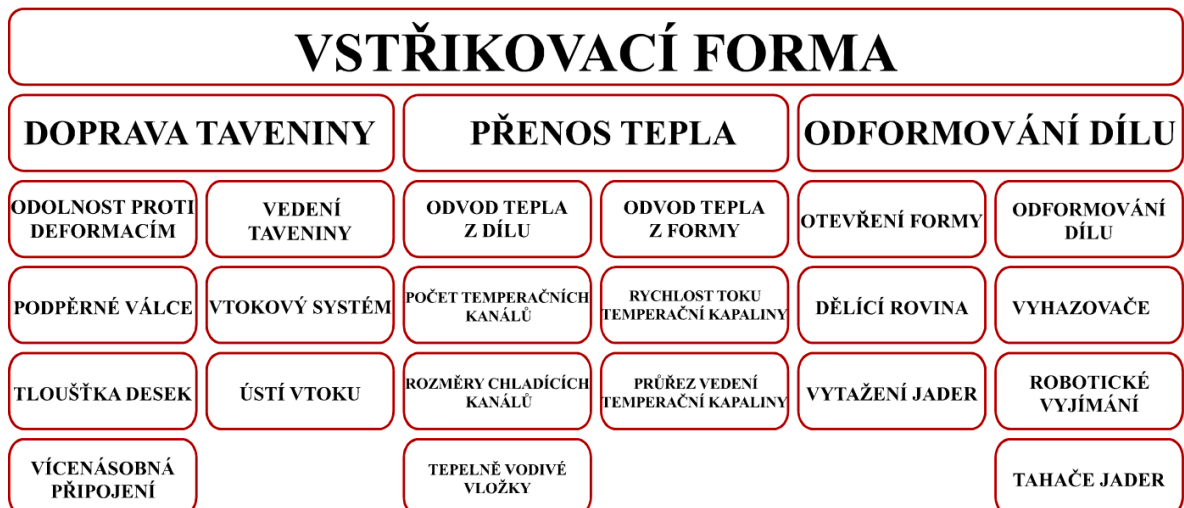 VSTŘIKOVACÍ FORMA
DOPRAVA TAVENINY
PŘENOS TEPLA
ODFORMOVÁNÍ DÍLU
ODOLNOST PROTI
DEFORMACÍM
VEDENÍ
TAVENINY
ODVOD TEPLA
Z DÍLU
ODVOD TEPLA
Z FORMY
OTEVŘENÍ FORMY
ODFORMOVÁNÍ
DÍLU
PODPĚRNÉ VÁLCE
VTOKOVÝ SYSTÉM
POČET TEMPERAČNÍCH
KANÁLŮ
RYCHLOST TOKU
TEMPERAČNÍ KAPALINY
DĚLÍCÍ ROVINA
VYHAZOVAČE
TLOUŠŤKA DESEK
ÚSTÍ VTOKU
ROZMĚRY CHLADÍCÍCH
KANÁLŮ
PRŮŘEZ VEDENÍ
TEMPERAČNÍ KAPALINY
VYTAŽENÍ JADER
ROBOTICKÉ
VYJÍMÁNÍ
VÍCENÁSOBNÁ
PŘIPOJENÍ
TEPELNĚ VODIVÉ
VLOŽKY
TAHAČE JADER